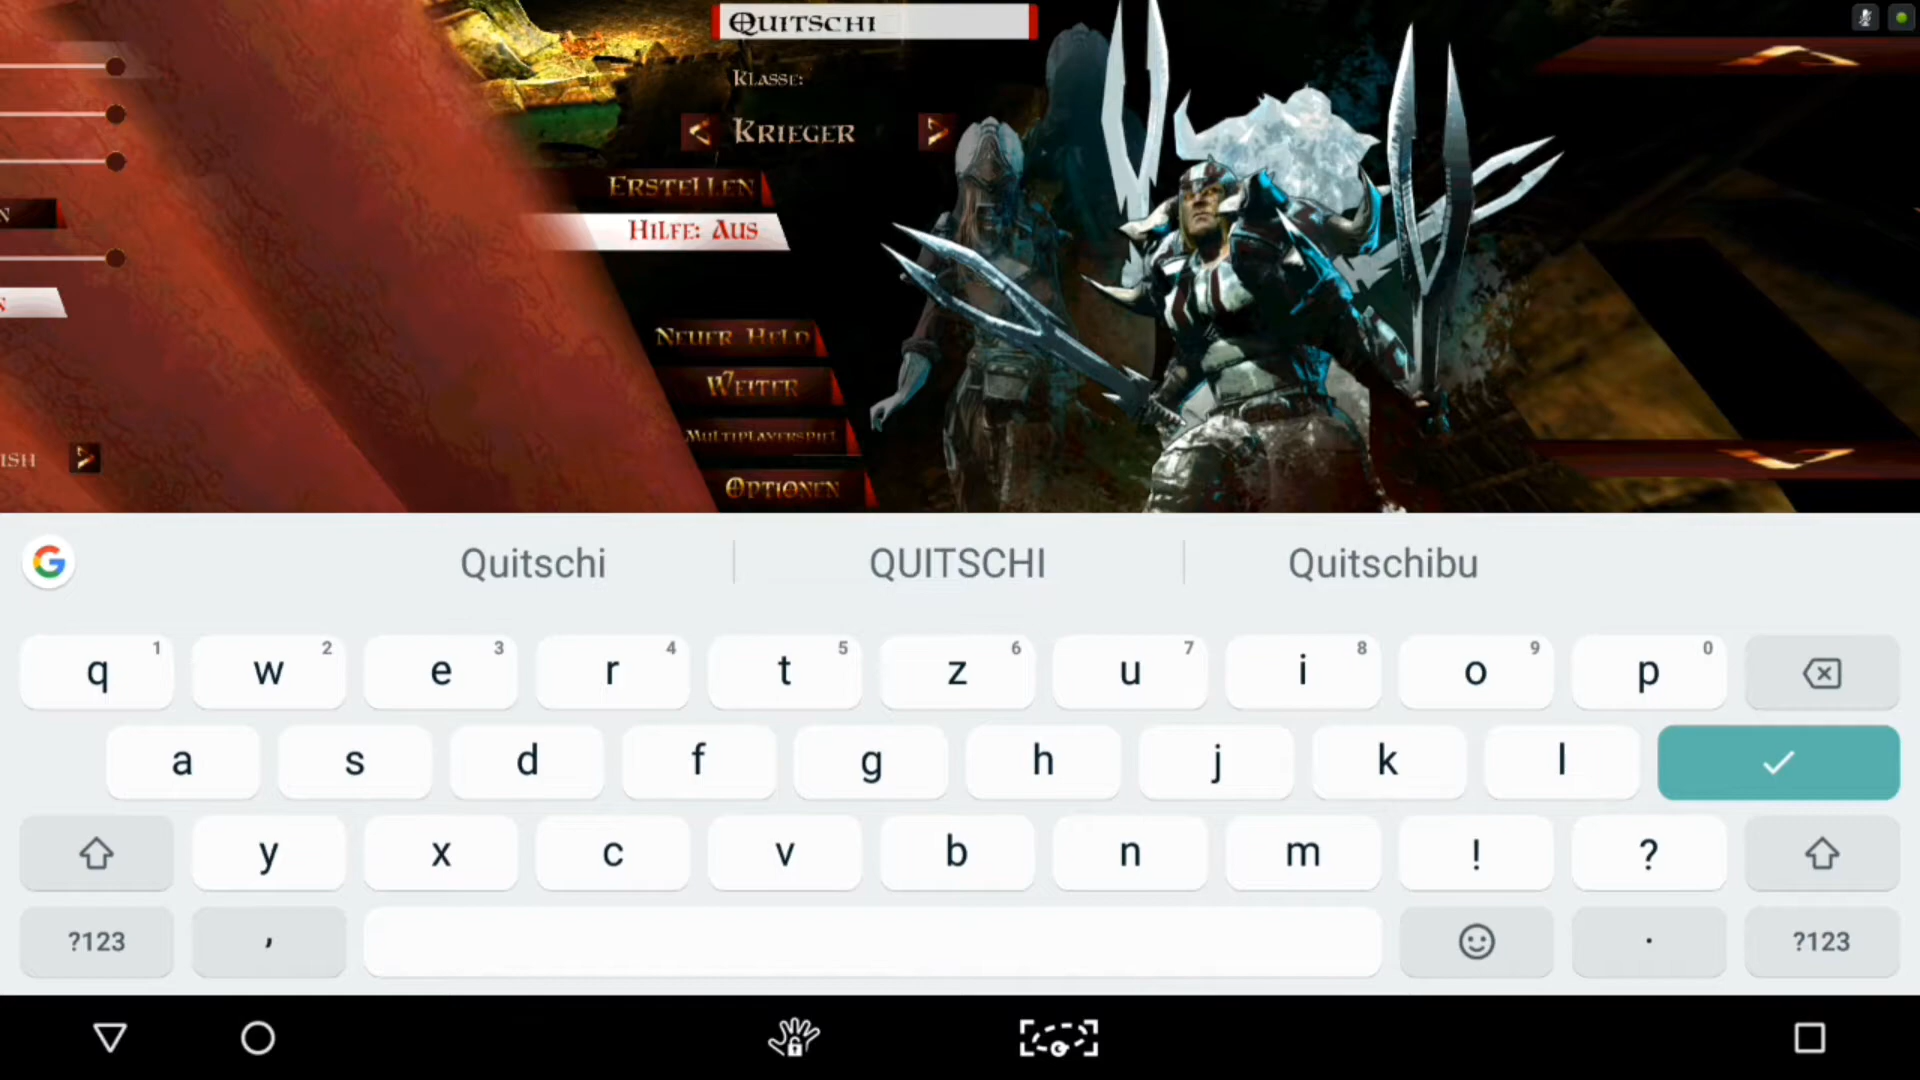 Quitschi
Klasse:
< Krieger >
Erstellen
N
Hilfe: Aus
Neuer Held
Weiter
Multiplayerspiel
ish >
Optionen
Quitschi QUITSCHI Quitschibu
q 1 w 2 e 3 r 4 t 5 z 6 u 7 i 8 o 9 p 0
a s d f g h j k l
y x c v b n m ! ?
?123 , . ?123